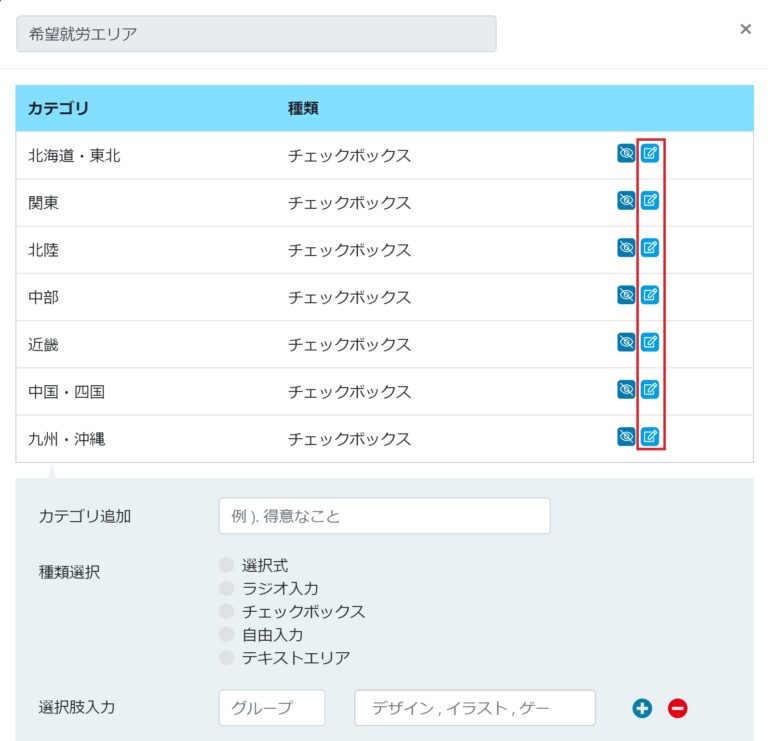 希望就労エリア
×
カテゴリ 種類
北海道・東北 チェックボックス
関東 チェックボックス
北陸 チェックボックス
中部 チェックボックス
近畿 チェックボックス
中国・四国 チェックボックス
九州・沖縄 チェックボックス
カテゴリ追加 例 ). 得意なこと
種類選択 選択式
ラジオ入力
チェックボックス
自由入力
テキストエリア
選択肢入力 グループ デザイン , イラスト , ゲー